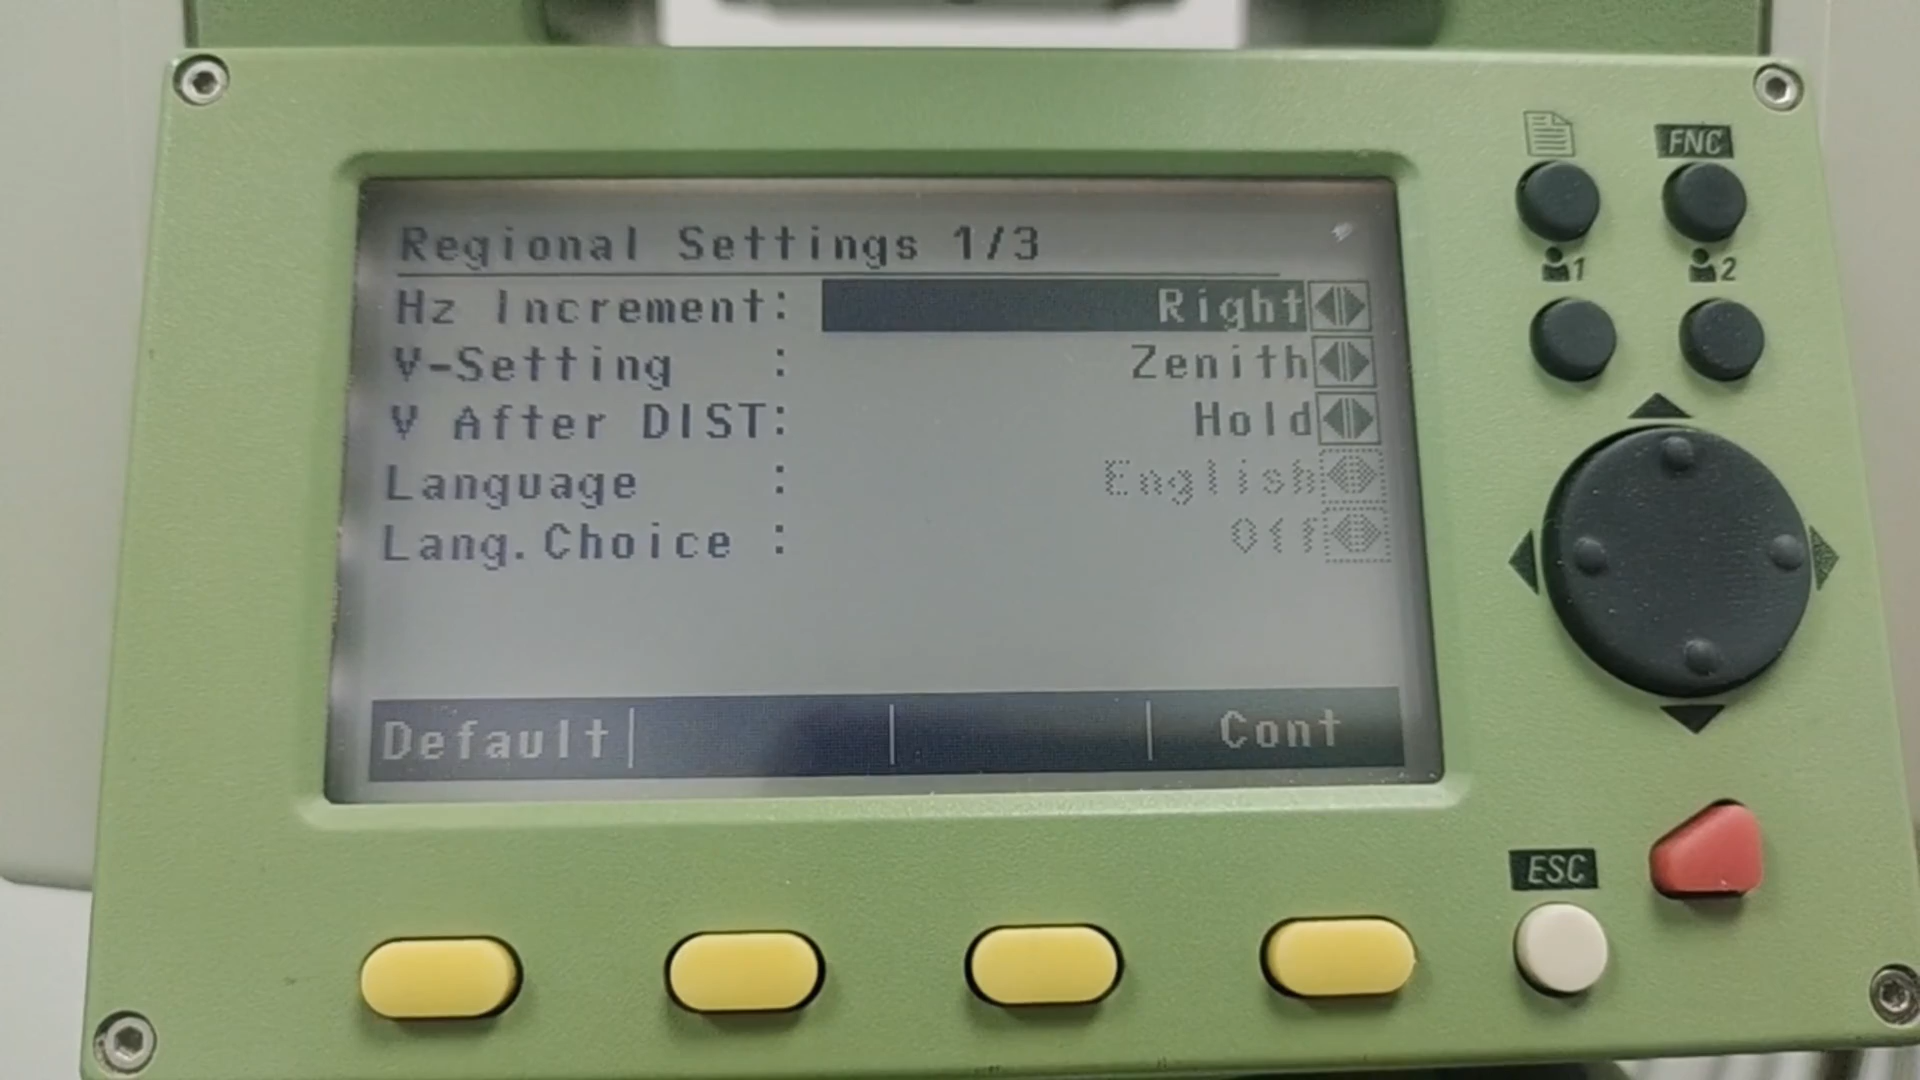 Regional Settings 1/3
Hz Increment: Right
V-Setting : Zenith
V After DIST: Hold
Language : English
Lang.Choice : Off
Default Cont
FNC
1 2
ESC